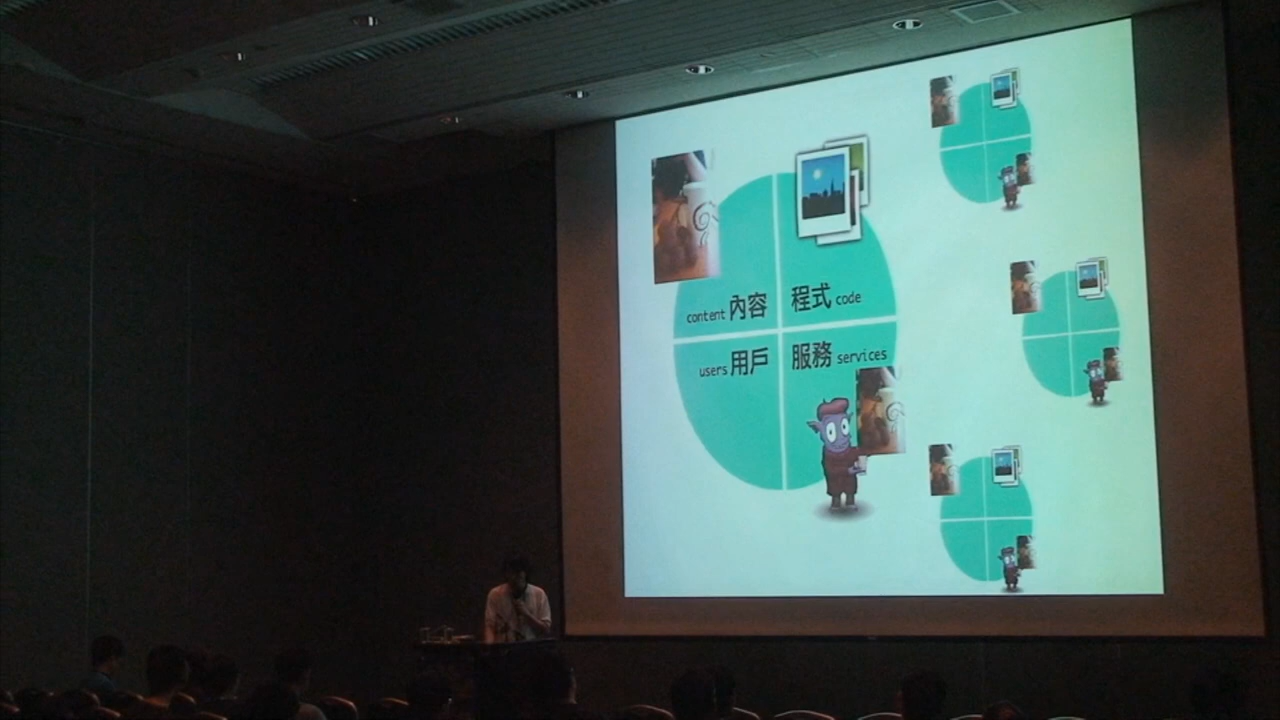 content 內容
程式 code
users 用戶
服務 services